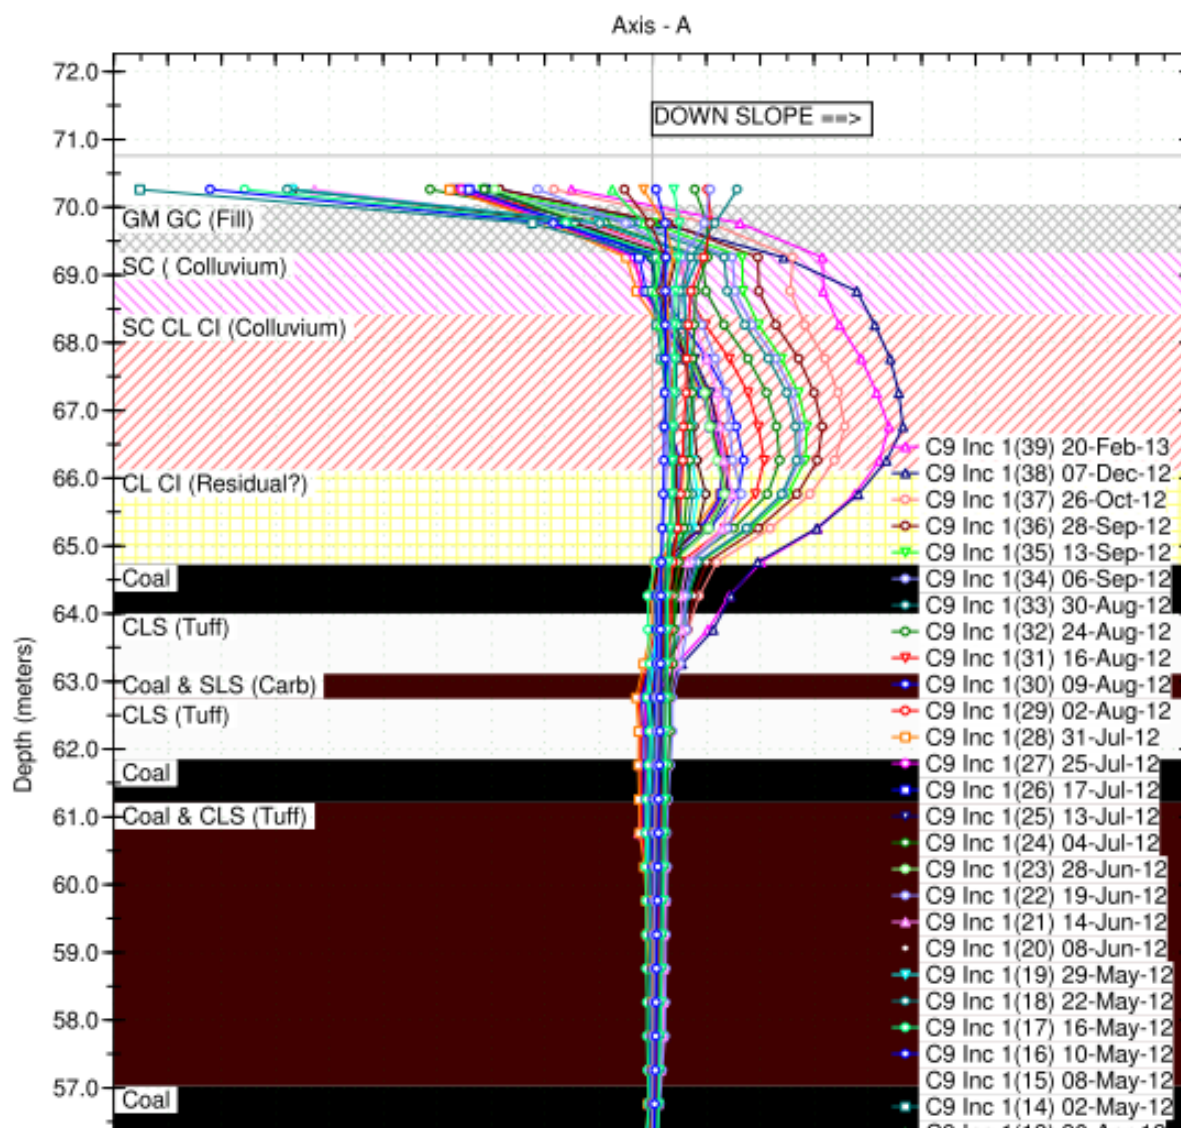 Axis - A
72.0
DOWN SLOPE ==>
71.0
70.0
GM GC (Fill)
69.0
SC ( Colluvium)
SC CL CI (Colluvium)
68.0
67.0
66.0
CL CI (Residual?)
65.0
Coal
64.0
CLS (Tuff)
63.0
Coal & SLS (Carb)
CLS (Tuff)
62.0
Coal
61.0
Coal & CLS (Tuff)
60.0
59.0
58.0
57.0
Coal
Depth (meters)
C9 Inc 1(39) 20-Feb-13
C9 Inc 1(38) 07-Dec-12
C9 Inc 1(37) 26-Oct-12
C9 Inc 1(36) 28-Sep-12
C9 Inc 1(35) 13-Sep-12
C9 Inc 1(34) 06-Sep-12
C9 Inc 1(33) 30-Aug-12
C9 Inc 1(32) 24-Aug-12
C9 Inc 1(31) 16-Aug-12
C9 Inc 1(30) 09-Aug-12
C9 Inc 1(29) 02-Aug-12
C9 Inc 1(28) 31-Jul-12
C9 Inc 1(27) 25-Jul-12
C9 Inc 1(26) 17-Jul-12
C9 Inc 1(25) 13-Jul-12
C9 Inc 1(24) 04-Jul-12
C9 Inc 1(23) 28-Jun-12
C9 Inc 1(22) 19-Jun-12
C9 Inc 1(21) 14-Jun-12
C9 Inc 1(20) 08-Jun-12
C9 Inc 1(19) 29-May-12
C9 Inc 1(18) 22-May-12
C9 Inc 1(17) 16-May-12
C9 Inc 1(16) 10-May-12
C9 Inc 1(15) 08-May-12
C9 Inc 1(14) 02-May-12